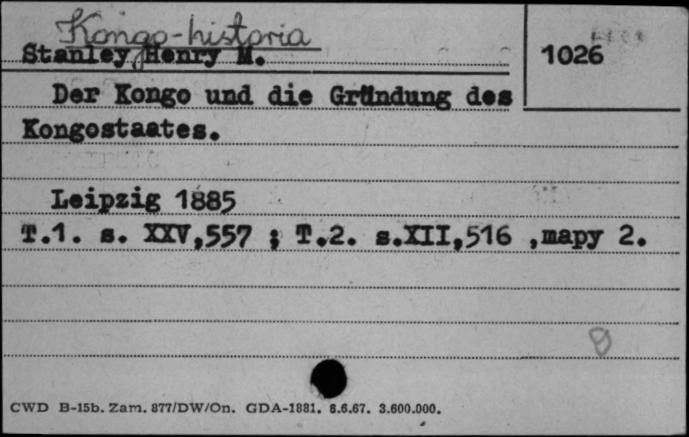 Kongo-historia
Stanley, Henry M.
1026
Der Kongo und die Gründung des
Kongostaates.
Leipzig 1885
T.1. s. XXV,557 ; T.2. s.XII,516 ,mapy 2.
8
CWD B-15b. Zam. 877/DW/On. GDA-1881. 6.6.67. 3.600.000.